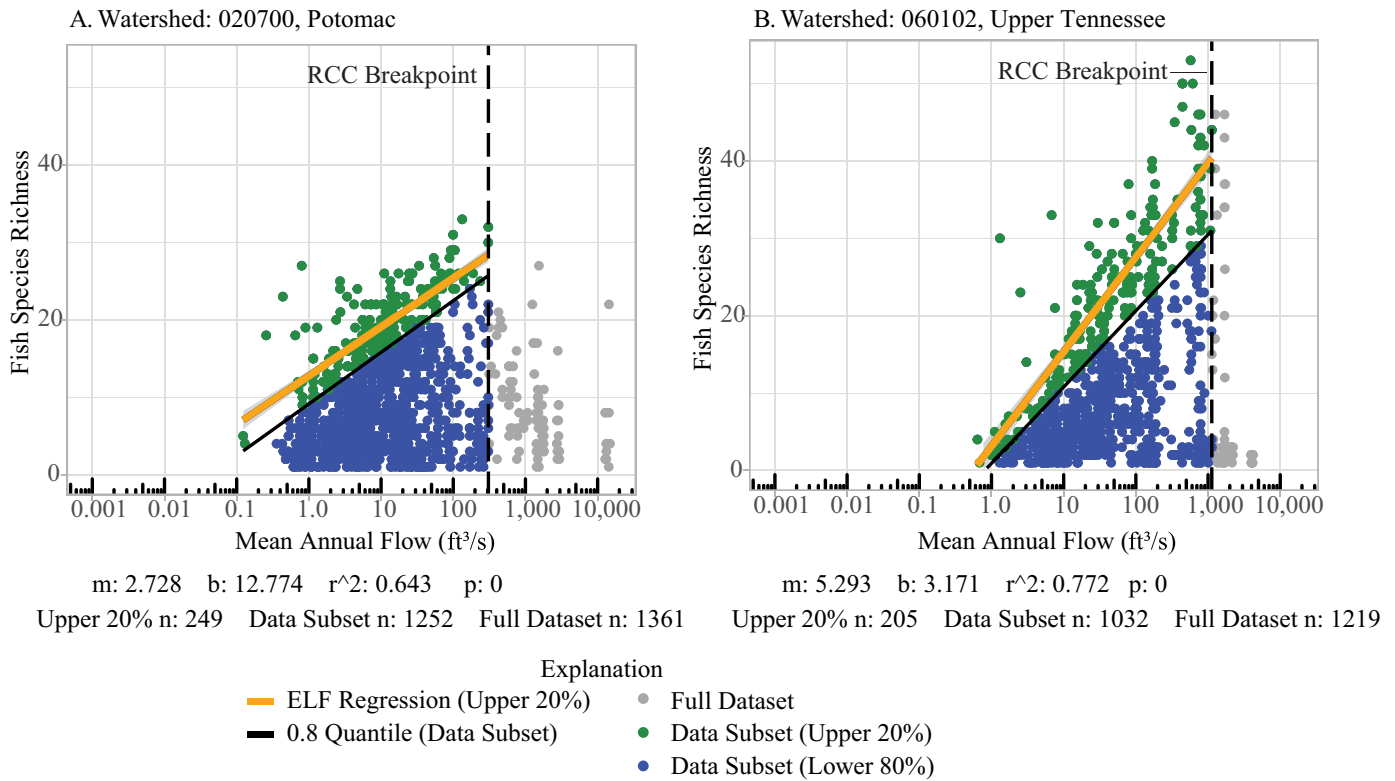 A. Watershed: 020700, Potomac
RCC Breakpoint
Fish Species Richness
40
20
0
0.001 0.01 0.1 1.0 10 100 1,000 10,000
Mean Annual Flow (ft³/s)
m: 2.728 b: 12.774 r^2: 0.643 p: 0
Upper 20% n: 249 Data Subset n: 1252 Full Dataset n: 1361
B. Watershed: 060102, Upper Tennessee
RCC Breakpoint
Fish Species Richness
40
20
0
0.001 0.01 0.1 1.0 10 100 1,000 10,000
Mean Annual Flow (ft³/s)
m: 5.293 b: 3.171 r^2: 0.772 p: 0
Upper 20% n: 205 Data Subset n: 1032 Full Dataset n: 1219
Explanation
ELF Regression (Upper 20%)
0.8 Quantile (Data Subset)
Full Dataset
Data Subset (Upper 20%)
Data Subset (Lower 80%)